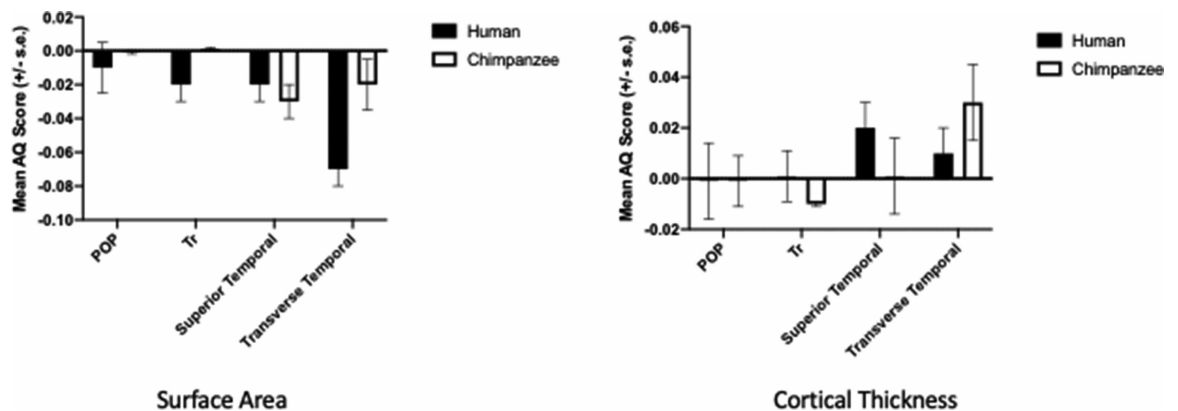 Mean AQ Score (+/- s.e.)
0.02
0.00
-0.02
-0.04
-0.06
-0.08
-0.10
POP
Tr
Superior Temporal
Transverse Temporal
Human
Chimpanzee
Surface Area
Mean AQ Score (+/- s.e.)
0.06
0.04
0.02
0.00
-0.02
POP
Tr
Superior Temporal
Transverse Temporal
Human
Chimpanzee
Cortical Thickness